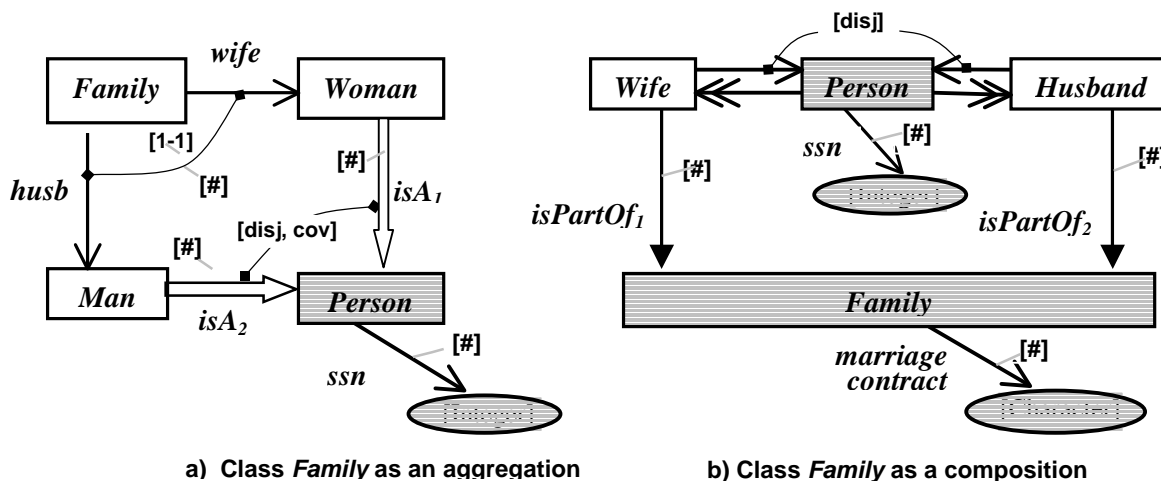 wife
Family
Woman
[1-1]
[#]
husb
[#]
isA1
[disj, cov]
[#]
Man
isA2
Person
[#]
ssn
a) Class Family as an aggregation
[disj]
Wife
Person
Husband
ssn
[#]
[#]
[#]
isPartOf1
isPartOf2
Family
marriage
contract
[#]
b) Class Family as a composition